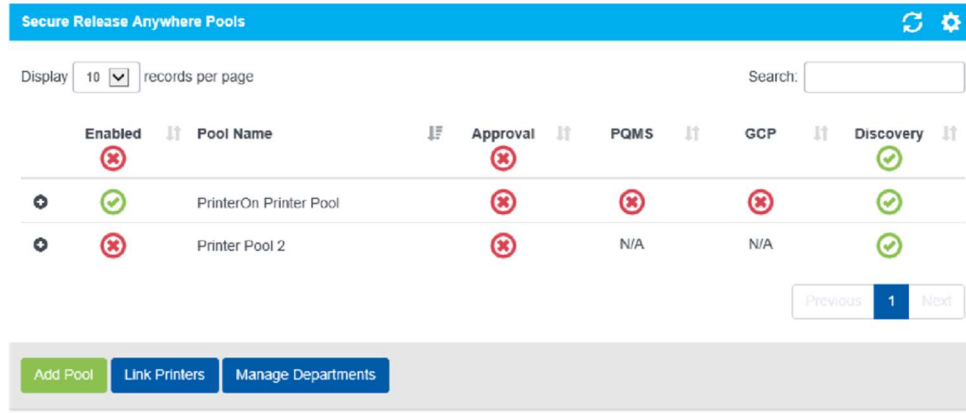 Secure Release Anywhere Pools
Display 10 records per page Search:
Enabled Pool Name Approval PQMS GCP Discovery
PrinterOn Printer Pool
Printer Pool 2 N/A N/A
Previous 1 Next
Add Pool Link Printers Manage Departments